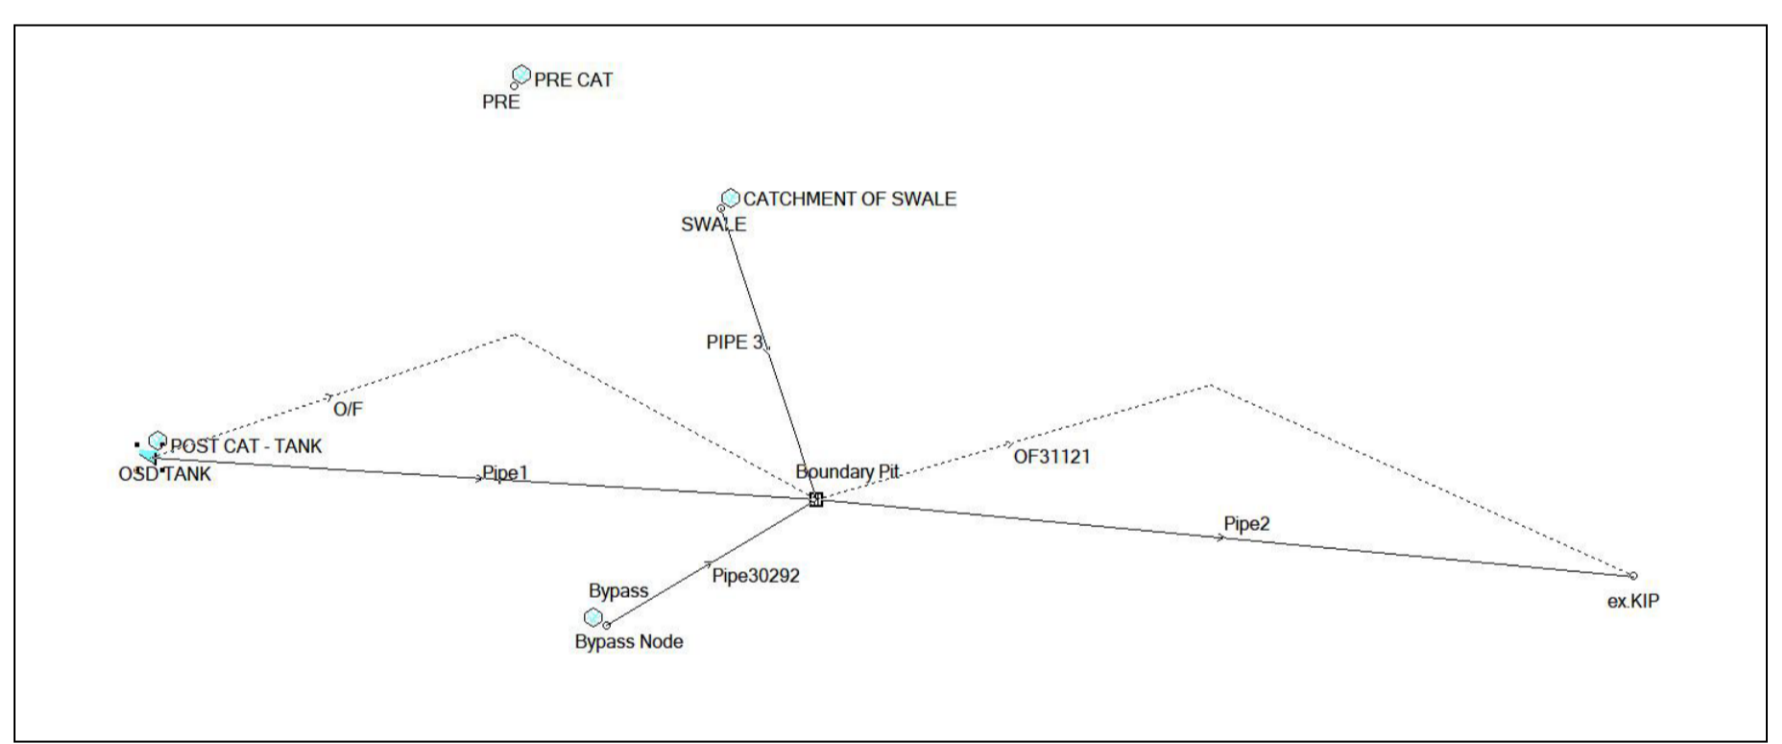 PRE CAT
PRE
CATCHMENT OF SWALE
SWALE
PIPE 3
O/F
POST CAT - TANK
OSD TANK
Pipe1
Boundary Pit
OF31121
Pipe2
Pipe30292
Bypass
Bypass Node
ex.KIP